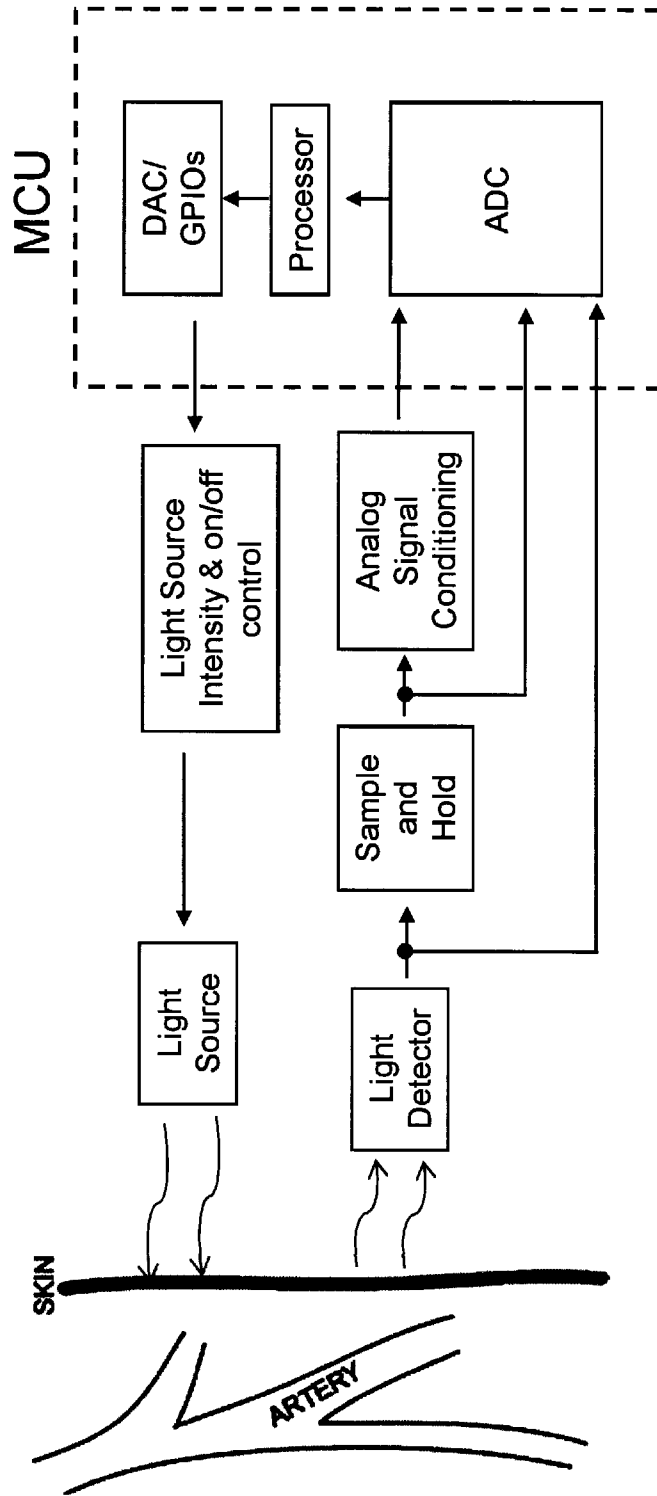 MCU
SKIN
ARTERY
Light
Source
Light Source
Intensity & on/off
control
DAC/
GPIOs
Processor
Light
Detector
Sample
and
Hold
Analog
Signal
Conditioning
ADC